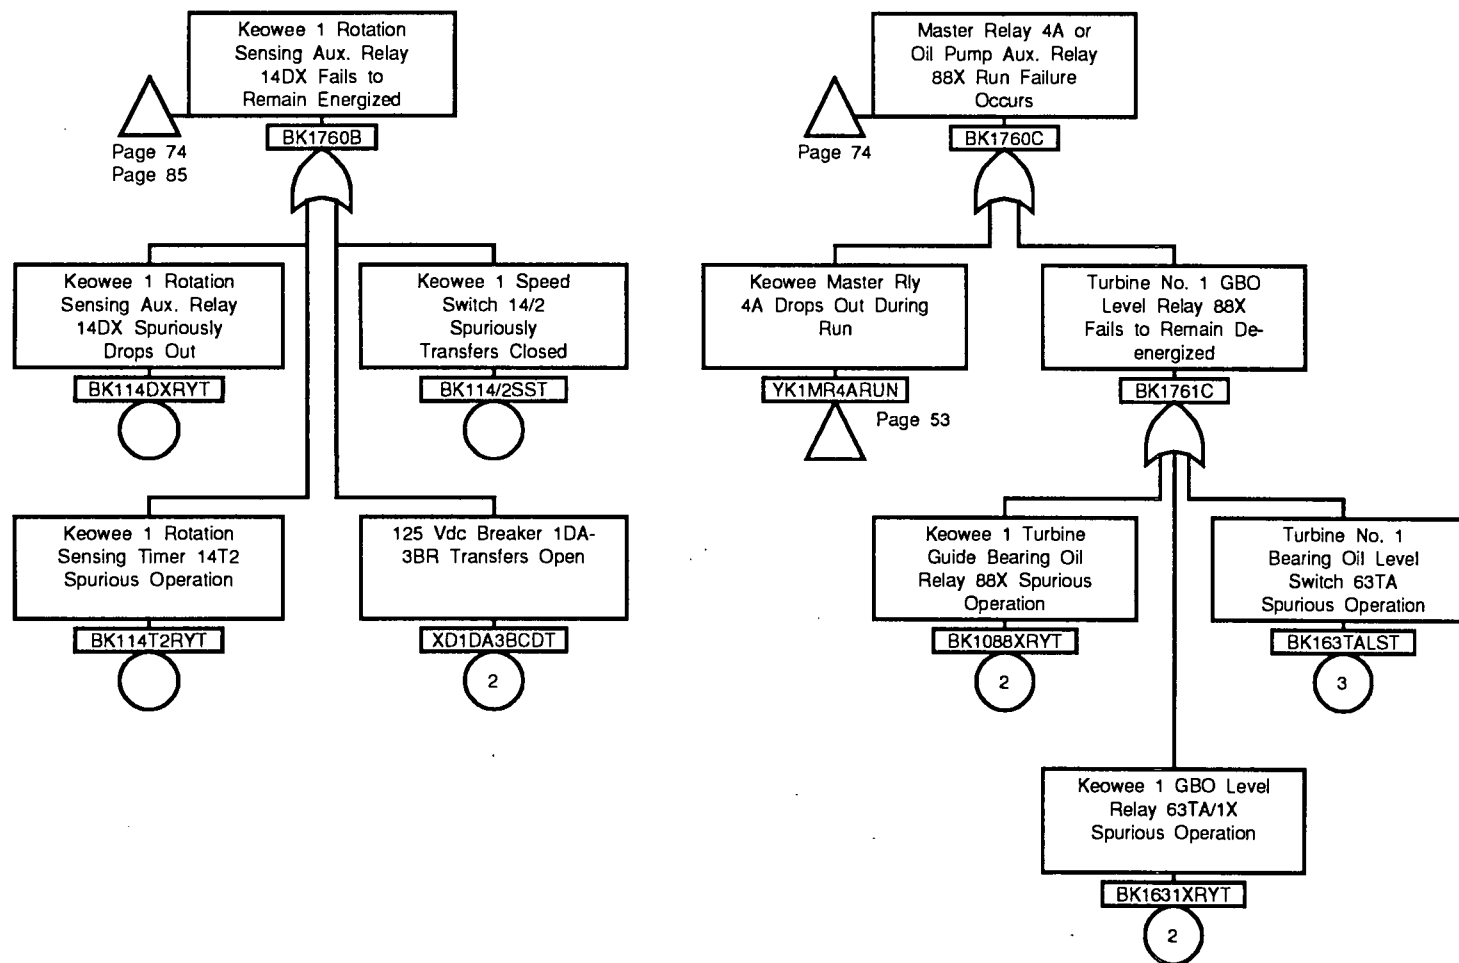 Keowee 1 Rotation
Sensing Aux. Relay
14DX Fails to
Remain Energized
BK1760B
Page 74
Page 85
Keowee 1 Rotation
Sensing Aux. Relay
14DX Spuriously
Drops Out
BK114DXRYT
Keowee 1 Speed
Switch 14/2
Spuriously
Transfers Closed
BK114/2SST
Keowee 1 Rotation
Sensing Timer 14T2
Spurious Operation
BK114T2RYT
125 Vdc Breaker 1DA-
3BR Transfers Open
XD1DA3BCDT
2
Master Relay 4A or
Oil Pump Aux. Relay
88X Run Failure
Occurs
BK1760C
Page 74
Keowee Master Rly
4A Drops Out During
Run
YK1MR4ARUN
Page 53
Turbine No. 1 GBO
Level Relay 88X
Fails to Remain De-
energized
BK1761C
Keowee 1 Turbine
Guide Bearing Oil
Relay 88X Spurious
Operation
BK1088XRYT
2
Turbine No. 1
Bearing Oil Level
Switch 63TA
Spurious Operation
BK163TALST
3
Keowee 1 GBO Level
Relay 63TA/1X
Spurious Operation
BK1631XRYT
2